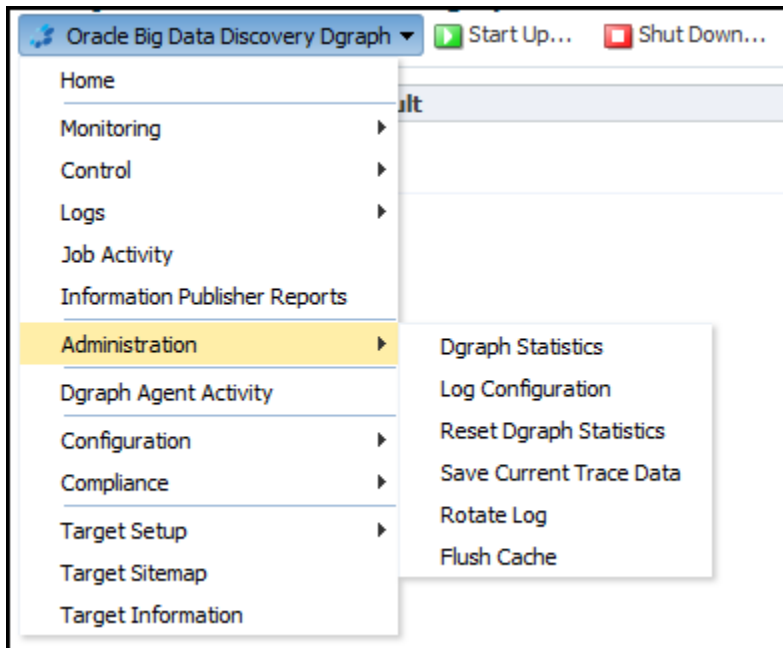 Oracle Big Data Discovery Dgraph Start Up... Shut Down...
Home
ult
Monitoring
Control
Logs
Job Activity
Information Publisher Reports
Administration
Dgraph Statistics
Dgraph Agent Activity
Log Configuration
Configuration
Reset Dgraph Statistics
Compliance
Save Current Trace Data
Target Setup
Rotate Log
Target Sitemap
Flush Cache
Target Information